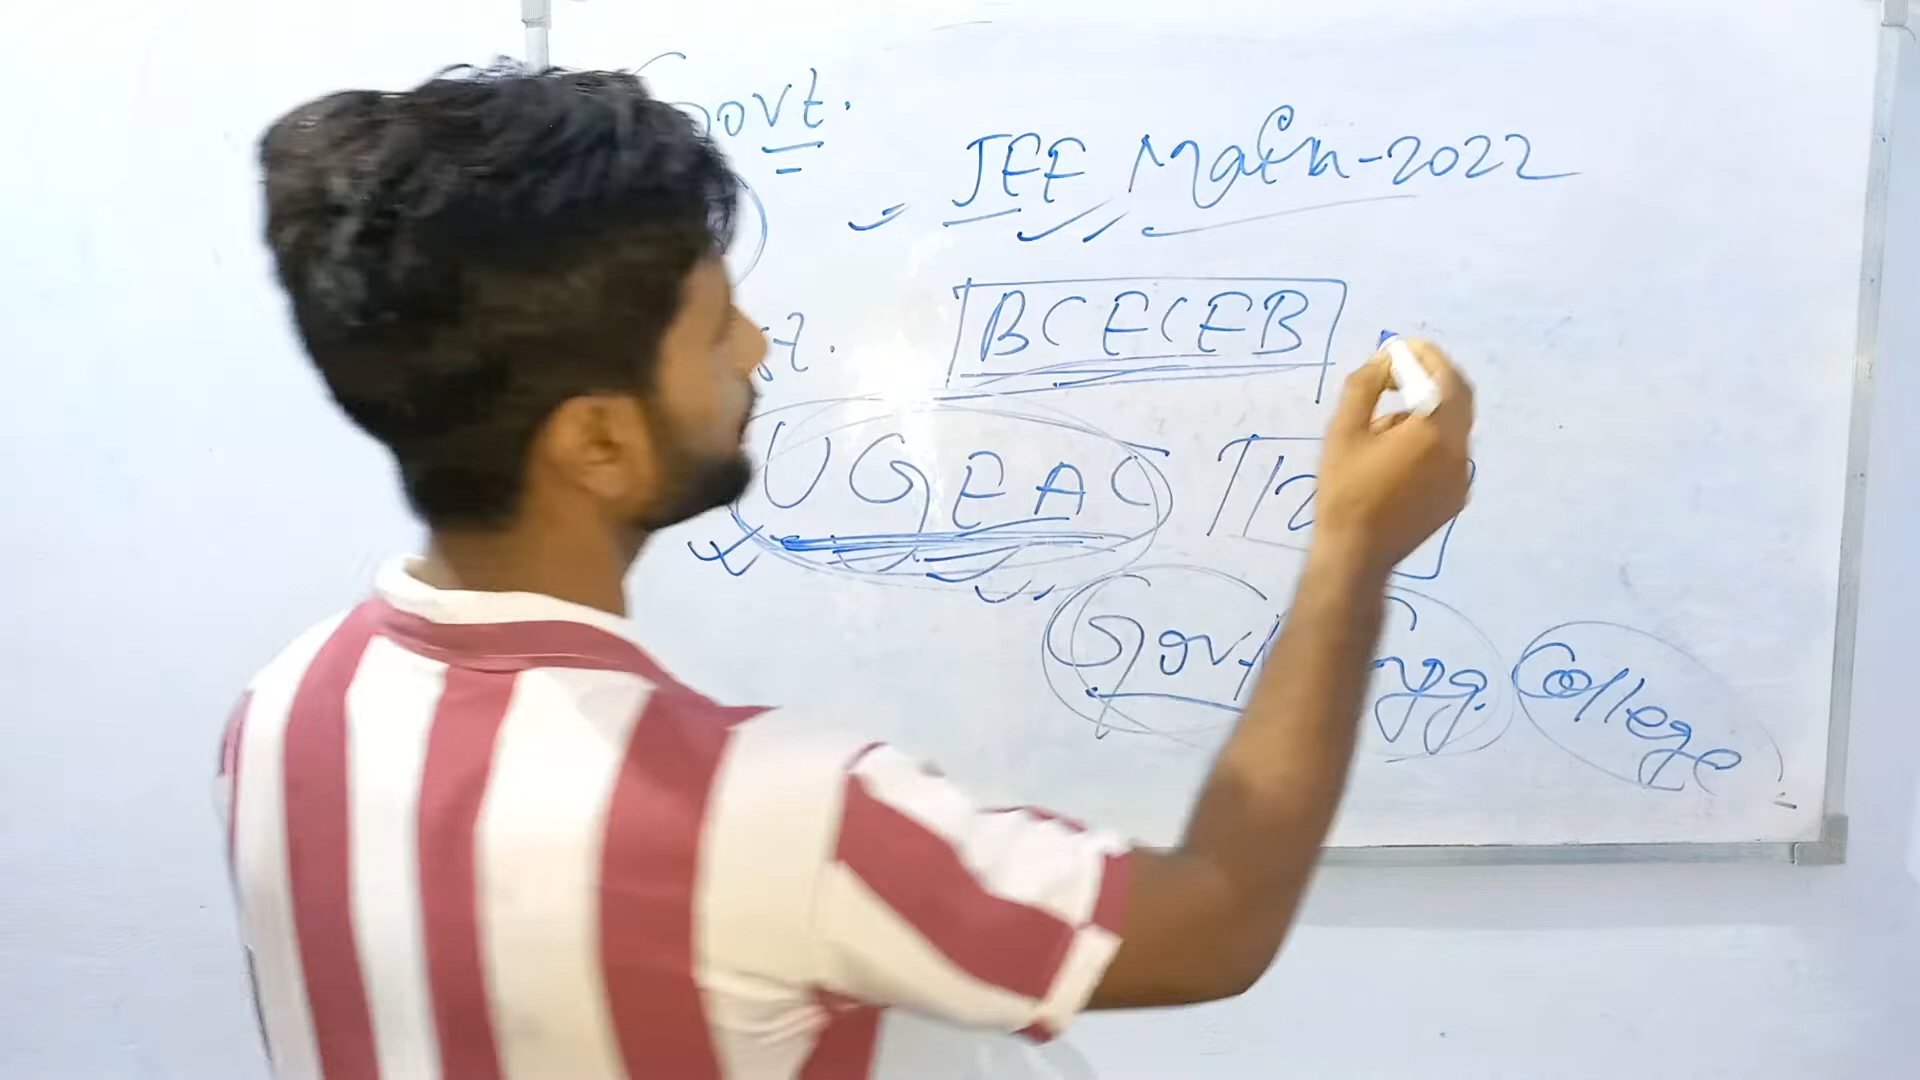 Govt.
JEE Main-2022
BCECEB
UGEAC
Govt Engg. College